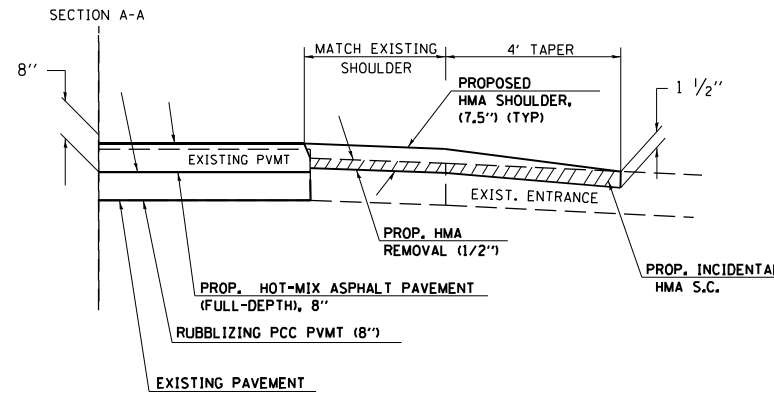 SECTION A-A
MATCH EXISTING
SHOULDER
4' TAPER
8''
1 1/2''
PROPOSED
HMA SHOULDER,
(7.5'') (TYP)
EXISTING PVMT
EXIST. ENTRANCE
PROP. HMA
REMOVAL (1/2'')
PROP. INCIDENTAL
HMA S.C.
PROP. HOT-MIX ASPHALT PAVEMENT
(FULL-DEPTH), 8''
RUBBLIZING PCC PVMT (8'')
EXISTING PAVEMENT